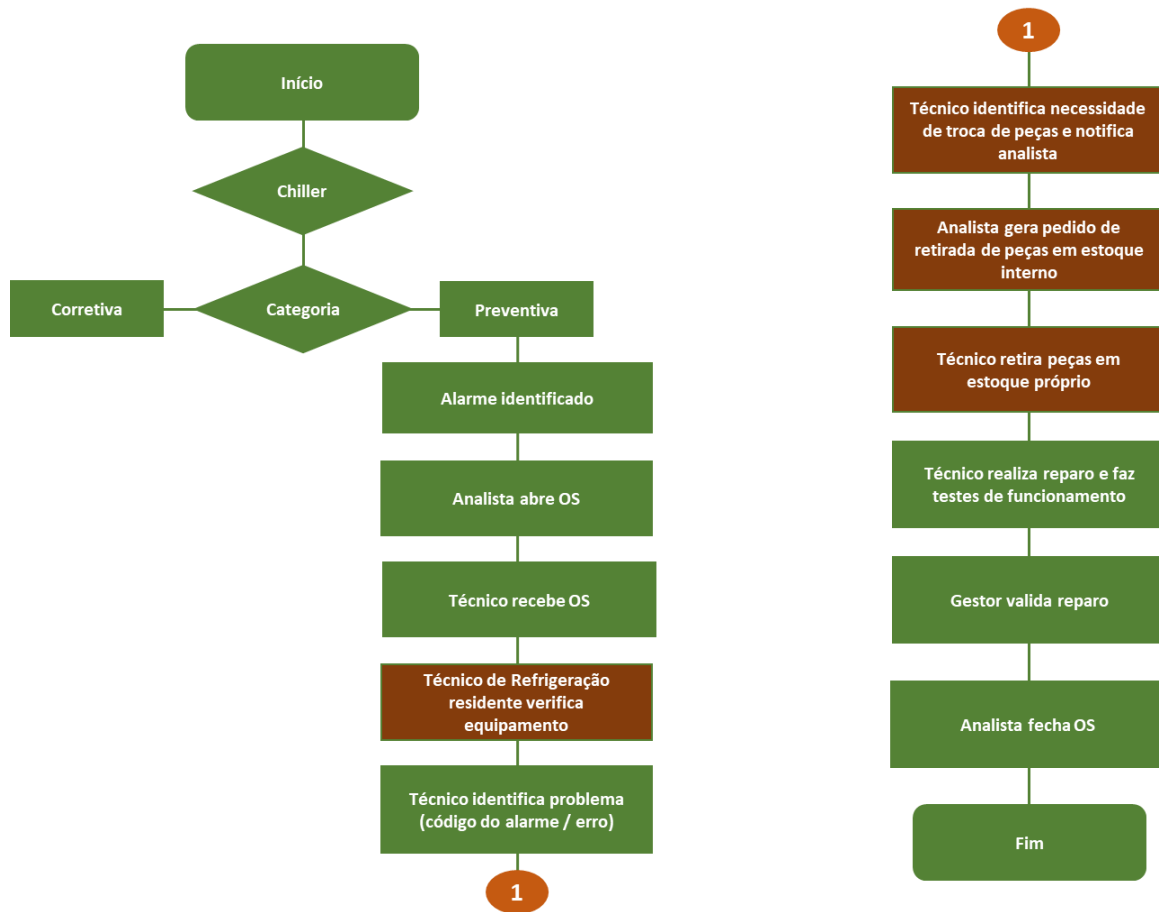 Início
Chiller
Corretiva
Categoria
Preventiva
Alarme identificado
Analista abre OS
Técnico recebe OS
Técnico de Refrigeração
residente verifica
equipamento
Técnico identifica problema
(código do alarme / erro)
1
1
Técnico identifica necessidade
de troca de peças e notifica
analista
Analista gera pedido de
retirada de peças em estoque
interno
Técnico retira peças em
estoque próprio
Técnico realiza reparo e faz
testes de funcionamento
Gestor valida reparo
Analista fecha OS
Fim